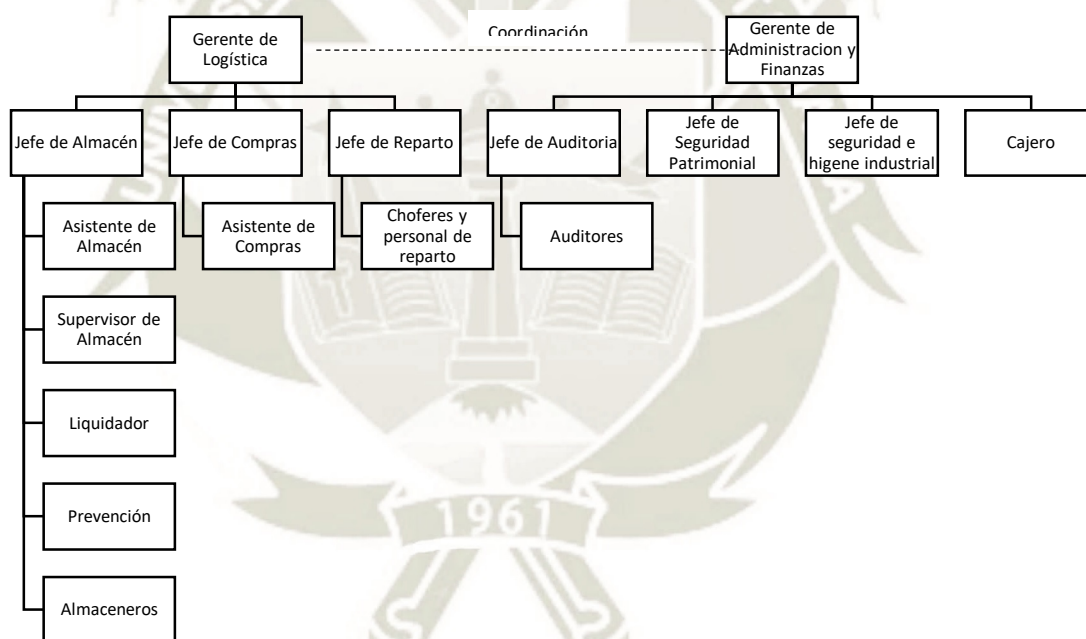 Coordinación
Gerente de
Logística
Gerente de
Administracion y
Finanzas
Jefe de Almacén
Jefe de Compras
Jefe de Reparto
Jefe de Auditoria
Jefe de
Seguridad
Patrimonial
Jefe de
seguridad e
higene industrial
Cajero
Asistente de
Almacén
Asistente de
Compras
Choferes y
personal de
reparto
Auditores
Supervisor de
Almacén
Liquidador
Prevención
1961
Almaceneros